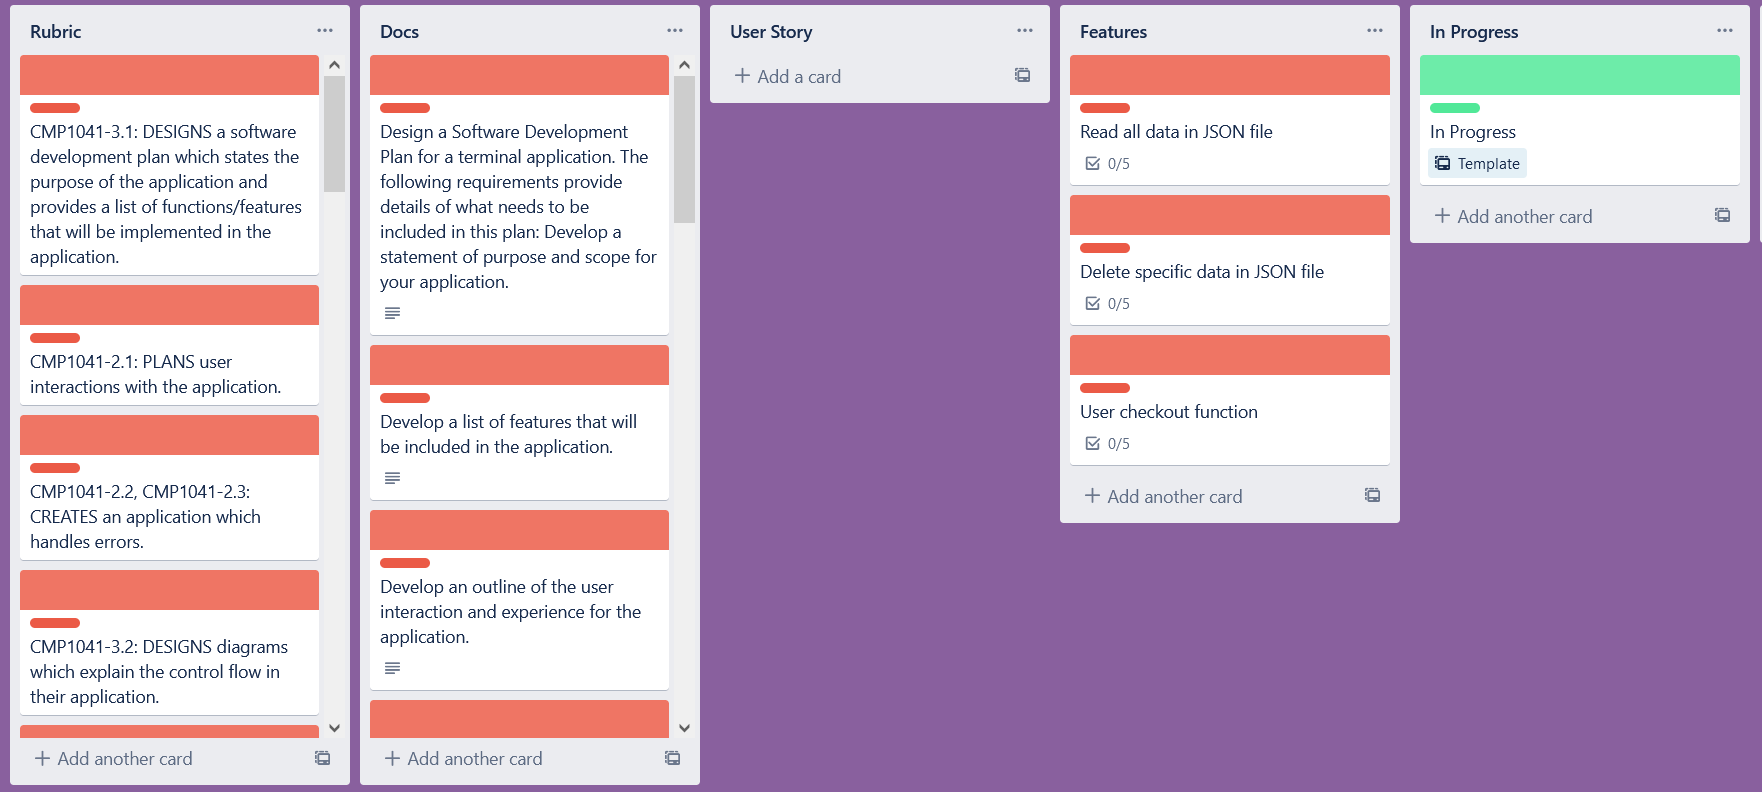 Rubric
CMP1041-3.1: DESIGNS a software
development plan which states the
purpose of the application and
provides a list of functions/features
that will be implemented in the
application.
CMP1041-2.1: PLANS user
interactions with the application.
CMP1041-2.2, CMP1041-2.3:
CREATES an application which
handles errors.
CMP1041-3.2: DESIGNS diagrams
which explain the control flow in
their application.
Add another card
Docs
Design a Software Development
Plan for a terminal application. The
following requirements provide
details of what needs to be
included in this plan: Develop a
statement of purpose and scope for
your application.
Develop a list of features that will
be included in the application.
Develop an outline of the user
interaction and experience for the
application.
Add another card
User Story
Add a card
Features
Read all data in JSON file
0/5
Delete specific data in JSON file
0/5
User checkout function
0/5
Add another card
In Progress
In Progress
Template
Add another card